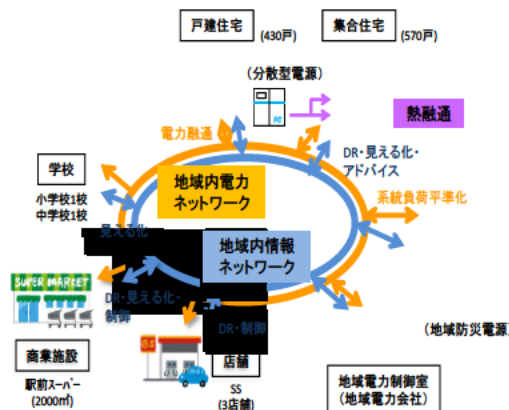 戸建住宅 (430戸)
集合住宅 (570戸)
(分散型電源)
FC
熱融通
電力融通
DR・見える化・
アドバイス
学校
小学校1校
中学校1校
地域内電力
ネットワーク
系統負荷平準化
見える化
地域内情報
ネットワーク
SUPER MARKET
DR・見える化・
制御
DR・制御
GS
(地域防災電源)
商業施設
駅前スーパー
(2000㎡)
店舗
SS
(3店舗)
地域電力制御室
(地域電力会社)